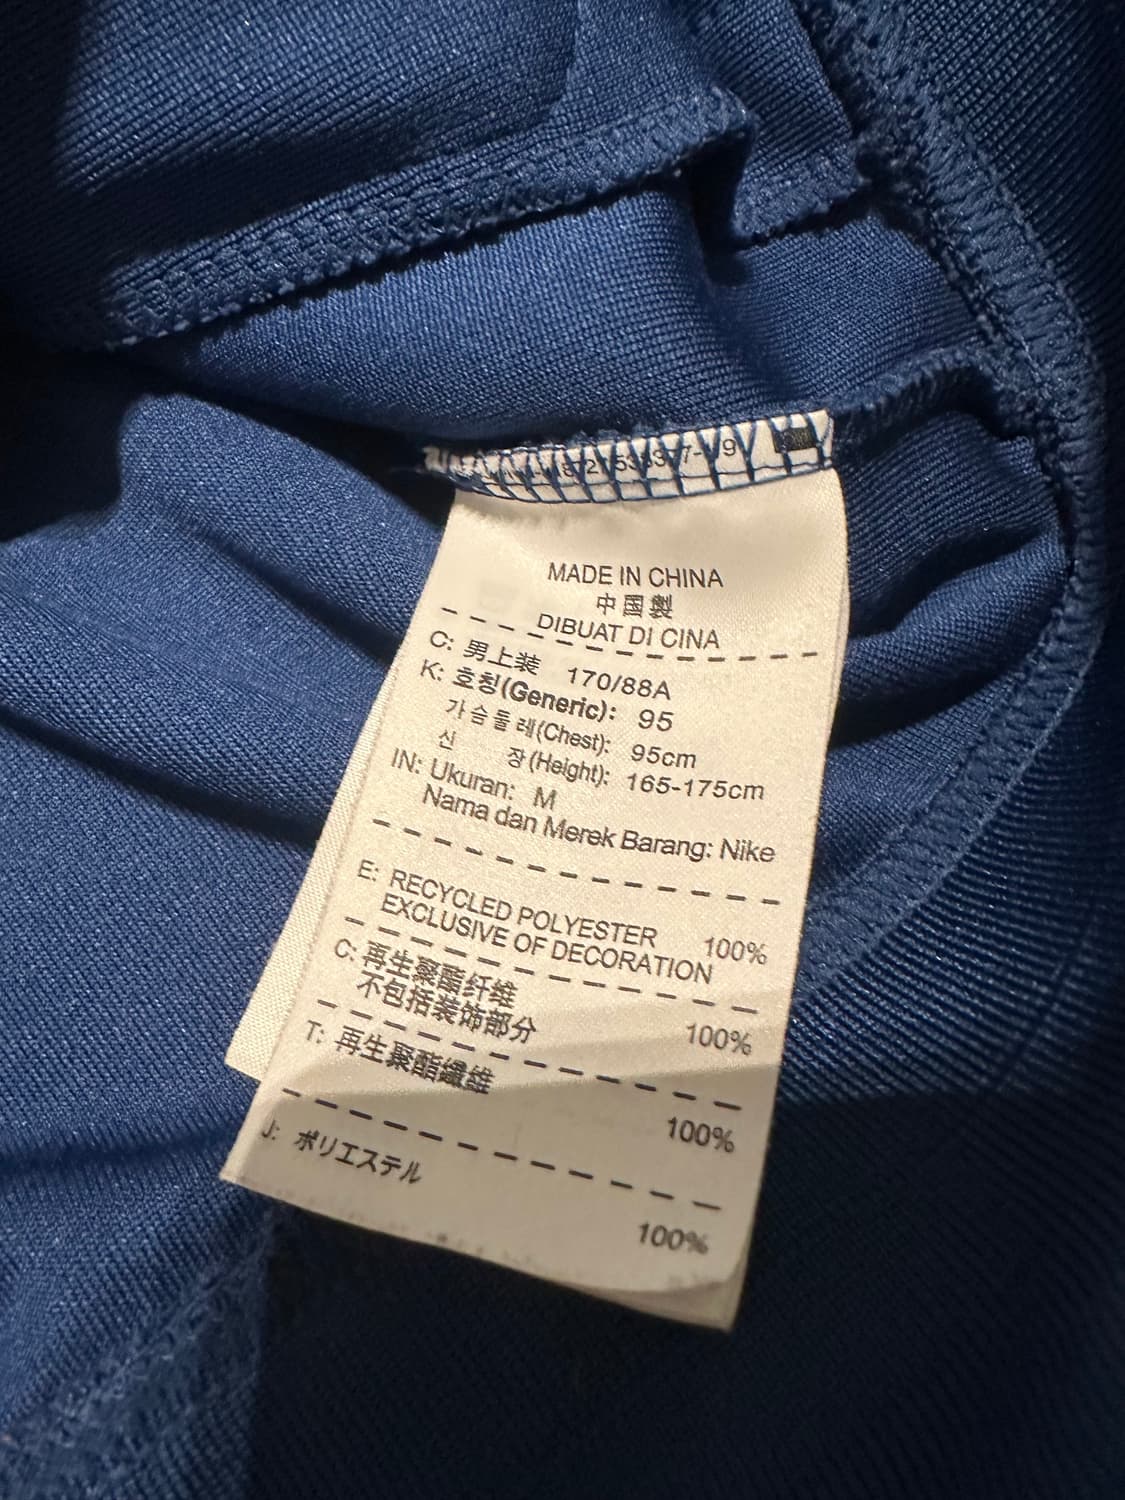 MADE IN CHINA
中国製
DIBUAT DI CINA
C: 男上装 170/88A
K: 호칭(Generic): 95
가슴둘레(Chest): 95cm
신 장(Height): 165-175cm
IN: Ukuran: M
Nama dan Merek Barang: Nike
E: RECYCLED POLYESTER 100%
EXCLUSIVE OF DECORATION
C: 再生聚酯纤维 100%
不包括装饰部分
T: 再生聚酯纖維 100%
J: ポリエステル 100%